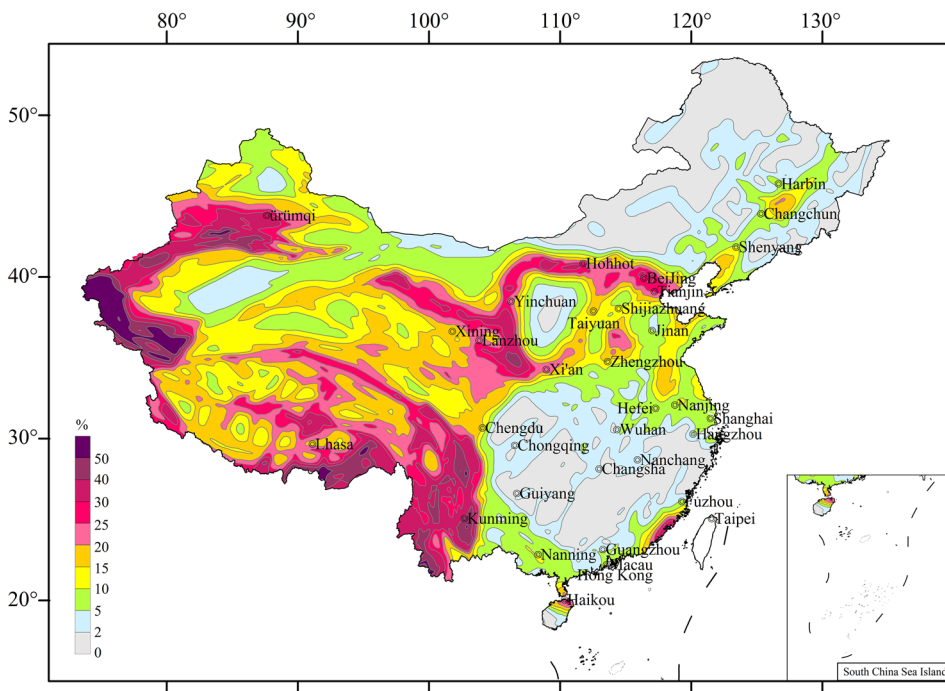 80° 90° 100° 110° 120° 130°
50°
Harbin
ürümqi
Changchun
Shenyang
40°
Hohhot
BeiJing
Tianjin
Yinchuan
Shijiazhuang
Taiyuan
Xining
Jinan
Lanzhou
Zhengzhou
Xi'an
Hefei
Nanjing
Shanghai
%
30°
Chengdu
Wuhan
Hangzhou
Lhasa
Chongqing
50
Nanchang
Changsha
40
Guiyang
30
Fuzhou
25
Kunming
Taipei
20
Nanning
Guangzhou
15
Macau
Hong Kong
10
20°
Haikou
5
2
0
South China Sea Island